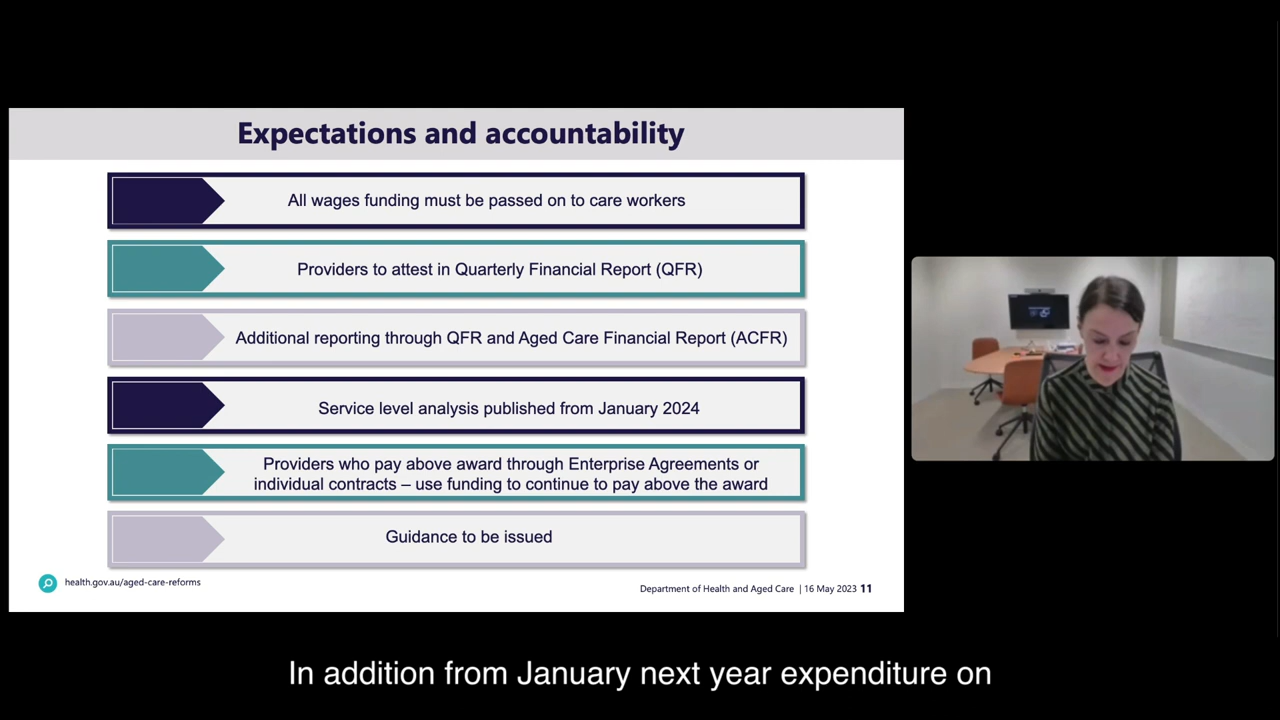 Expectations and accountability
All wages funding must be passed on to care workers
Providers to attest in Quarterly Financial Report (QFR)
Additional reporting through QFR and Aged Care Financial Report (ACFR)
Service level analysis published from January 2024
Providers who pay above award through Enterprise Agreements or
individual contracts – use funding to continue to pay above the award
Guidance to be issued
health.gov.au/aged-care-reforms
Department of Health and Aged Care | 16 May 2023 11
In addition from January next year expenditure on